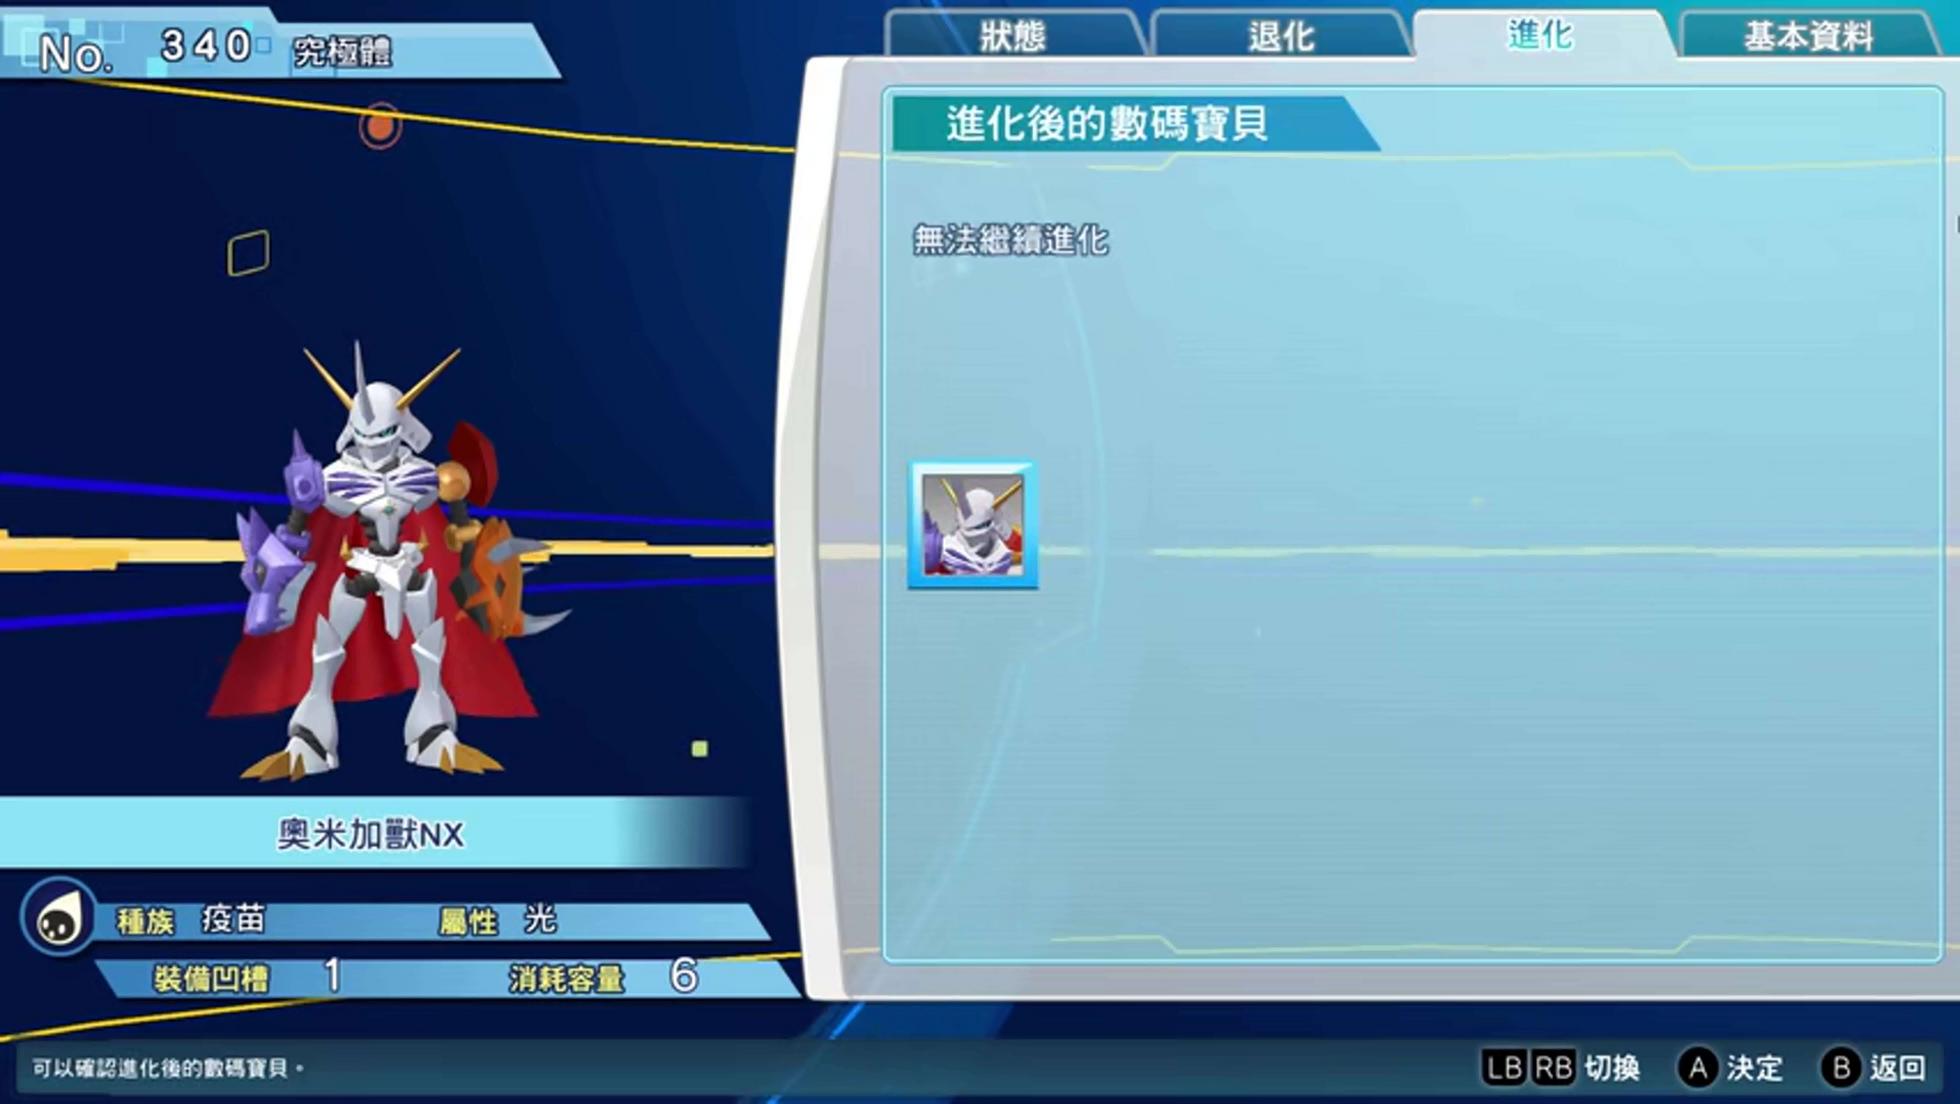 No. 340 究極體
狀態
退化
進化
基本資料
進化後的數碼寶貝
無法繼續進化
奧米加獸NX
種族 疫苗 屬性 光
裝備凹槽 1 消耗容量 6
可以確認進化後的數碼寶貝。
LB RB 切換 A 決定 B 返回